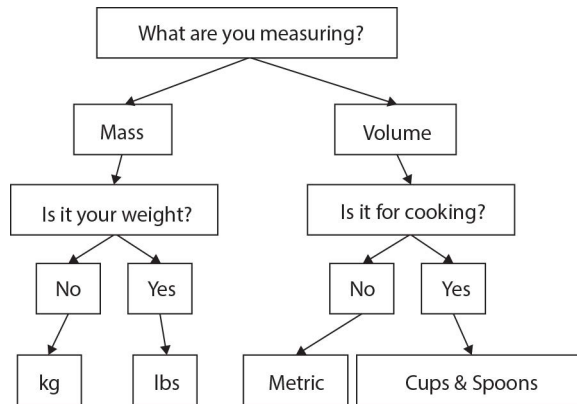 What are you measuring?
Mass
Volume
Is it your weight?
Is it for cooking?
No
Yes
No
Yes
kg
lbs
Metric
Cups & Spoons